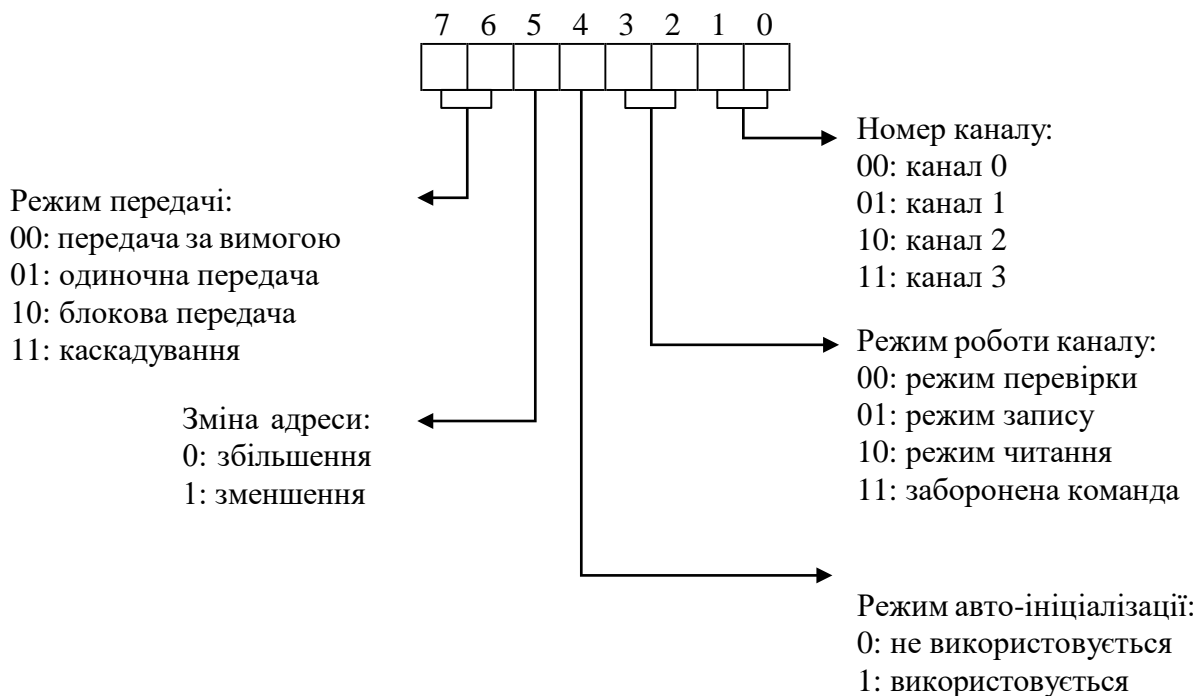 7 6 5 4 3 2 1 0
Номер каналу:
00: канал 0
01: канал 1
10: канал 2
11: канал 3
Режим передачі:
00: передача за вимогою
01: одиночна передача
10: блокова передача
11: каскадування
Режим роботи каналу:
00: режим перевірки
01: режим запису
10: режим читання
11: заборонена команда
Зміна адреси:
0: збільшення
1: зменшення
Режим авто-ініціалізації:
0: не використовується
1: використовується